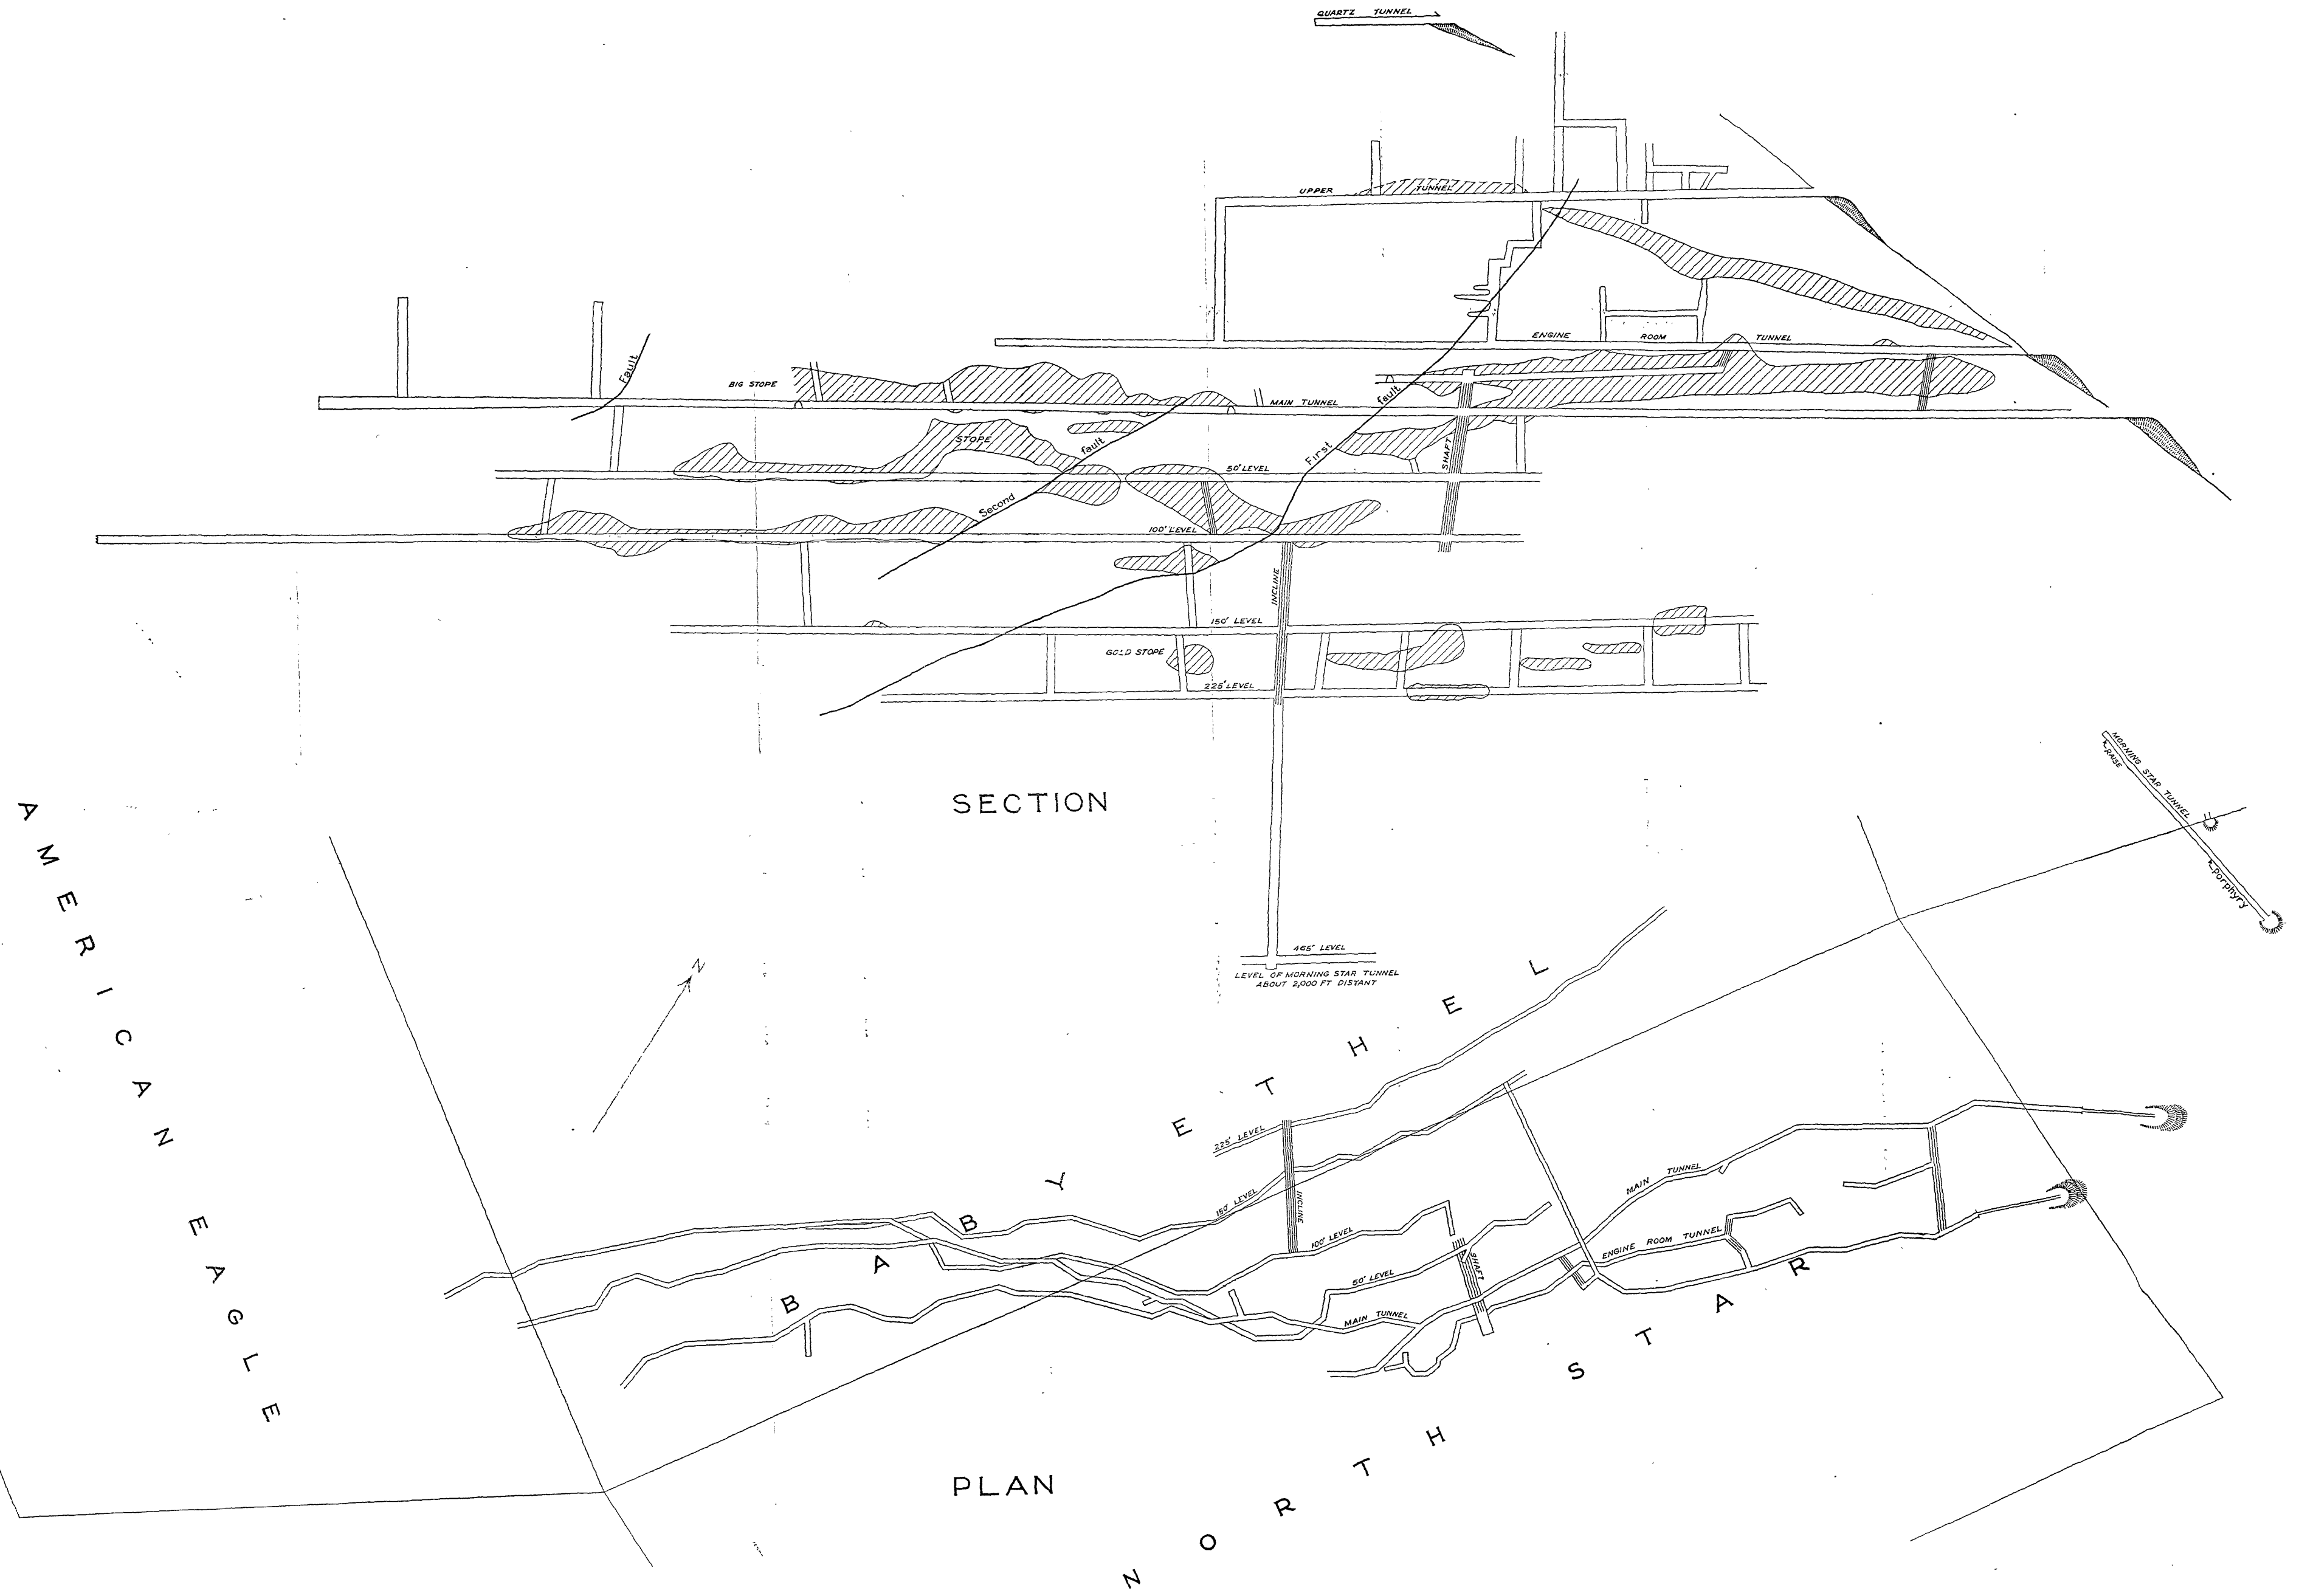 QUARTZ TUNNEL
UPPER TUNNEL
ENGINE ROOM TUNNEL
Fault
BIG STOPE
MAIN TUNNEL
fault
First
STOPE
fault
Second
50' LEVEL
SHAFT
100' LEVEL
INCLINE
150' LEVEL
GOLD STOPE
225' LEVEL
SECTION
465' LEVEL
LEVEL OF MORNING STAR TUNNEL
ABOUT 2,000 FT DISTANT
MORNING STAR TUNNEL
RAISE
Porphyry
AMERICAN EAGLE
N
BABY ETHEL
225' LEVEL
150' LEVEL
INCLINE
100' LEVEL
50' LEVEL
SHAFT
MAIN TUNNEL
MAIN TUNNEL
ENGINE ROOM TUNNEL
NORTH STAR
PLAN